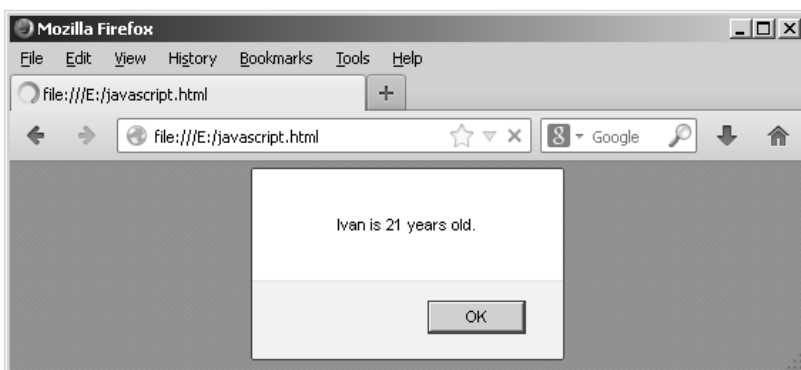 Mozilla Firefox
File Edit View History Bookmarks Tools Help
file:///E:/javascript.html
file:///E:/javascript.html 8 Google
Ivan is 21 years old.
OK